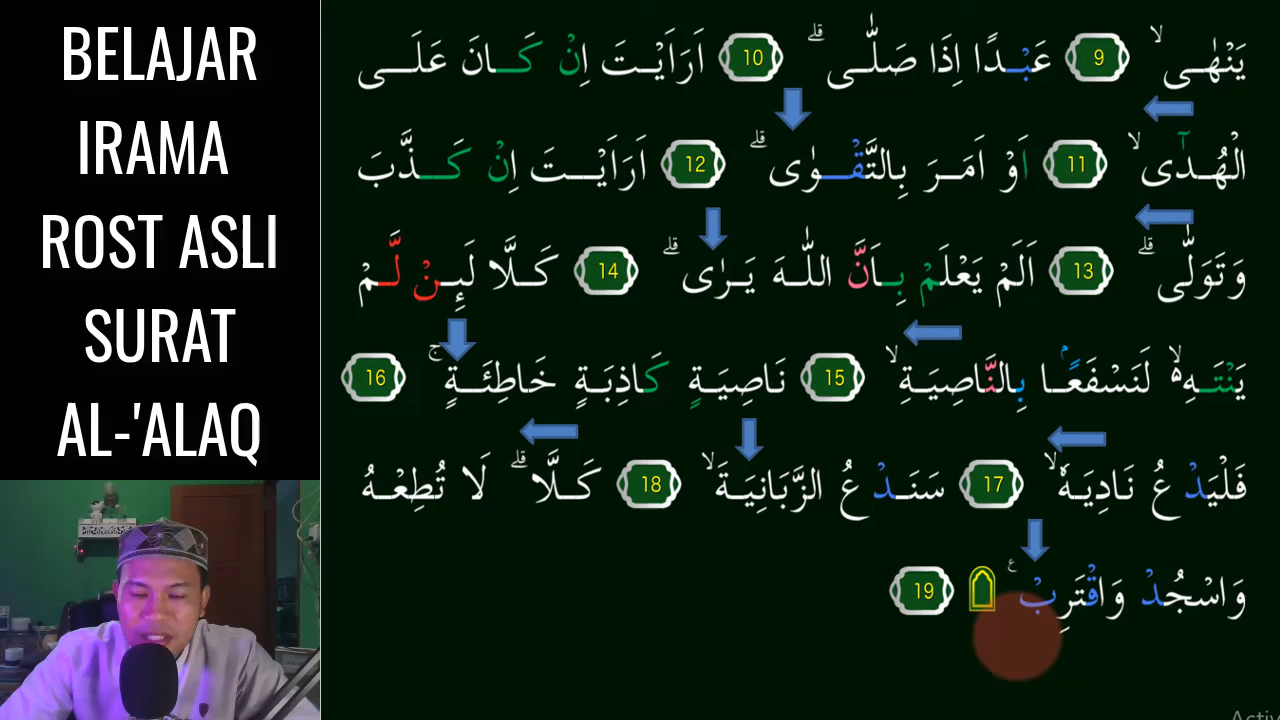 BELAJAR
IRAMA
ROST ASLI
SURAT
AL-'ALAQ
يَنْهٰىۙ 9 عَبْدًا اِذَا صَلّٰىۗ 10 اَرَاَيْتَ اِنْ كَانَ عَلَى
الْهُدٰٓىۙ 11 اَوْ اَمَرَ بِالتَّقْوٰىۗ 12 اَرَاَيْتَ اِنْ كَذَّبَ
وَتَوَلّٰىۗ 13 اَلَمْ يَعْلَمْ بِاَنَّ اللّٰهَ يَرٰىۗ 14 كَلَّا لَىِٕنْ لَّمْ
يَنْتَهِ ەۙ لَنَسْفَعًاۢ بِالنَّاصِيَةِۙ 15 نَاصِيَةٍ كَاذِبَةٍ خَاطِئَةٍۚ 16
فَلْيَدْعُ نَادِيَهٗۙ 17 سَنَدْعُ الزَّبَانِيَةَۙ 18 كَلَّاۗ لَا تُطِعْهُ
وَاسْجُدْ وَاقْتَرِبْ ۩ ࣖ 19
Activ